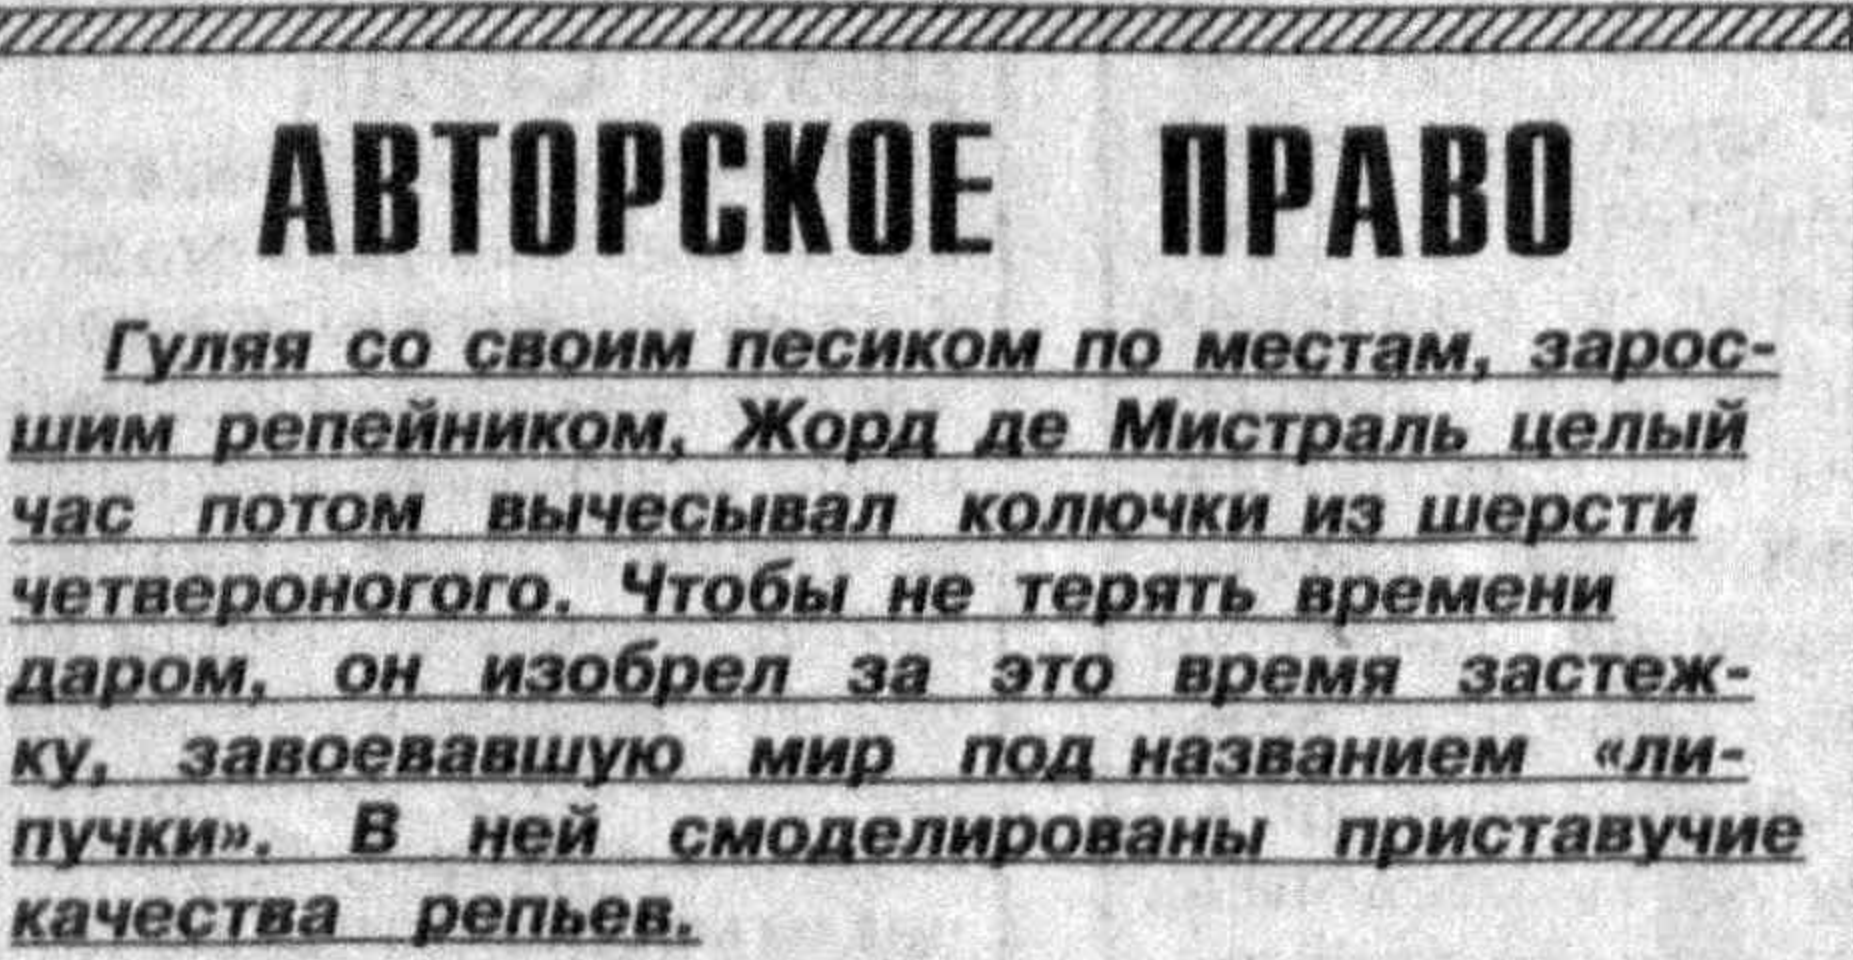 АВТОРСКОЕ ПРАВО
Гуляя со своим песиком по местам, зарос-
шим репейником, Жорд де Мистраль целый
час потом вычесывал колючки из шерсти
четвероногого. Чтобы не терять времени
даром, он изобрел за это время застеж-
ку, завоевавшую мир под названием «ли-
пучки». В ней смоделированы приставучие
качества репьев.